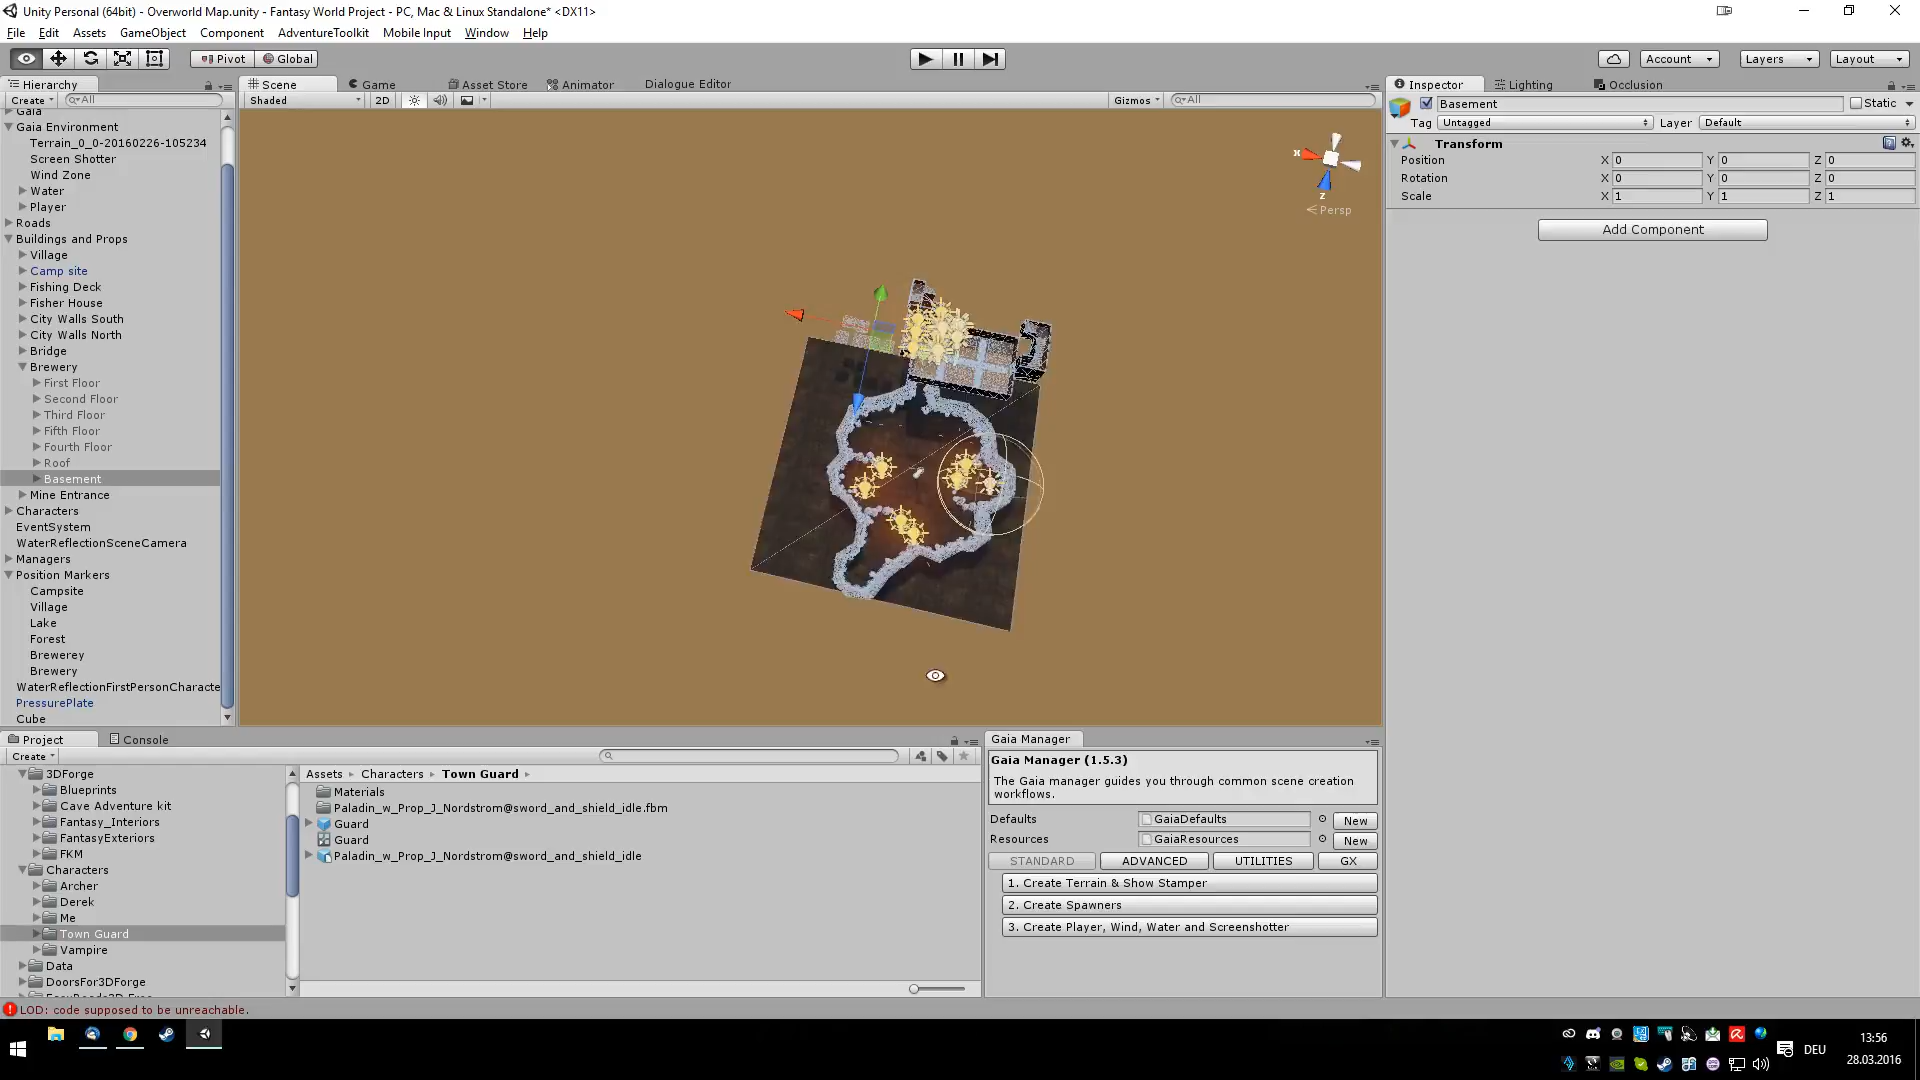 Unity Personal (64bit) - Overworld Map.unity - Fantasy World Project - PC, Mac & Linux Standalone* <DX11>
File Edit Assets GameObject Component AdventureToolkit Mobile Input Window Help
Pivot Global Account Layers Layout
Hierarchy
Create All
Gaia
Gaia Environment
Terrain_0_0-20160226-105234
Screen Shotter
Wind Zone
Water
Player
Roads
Buildings and Props
Village
Camp site
Fishing Deck
Fisher House
City Walls South
City Walls North
Bridge
Brewery
First Floor
Second Floor
Third Floor
Fifth Floor
Fourth Floor
Roof
Basement
Mine Entrance
Characters
EventSystem
WaterReflectionSceneCamera
Managers
Position Markers
Campsite
Village
Lake
Forest
Brewerey
Brewery
WaterReflectionFirstPersonCharacte
PressurePlate
Cube
Scene Game Asset Store Animator Dialogue Editor
Shaded 2D Gizmos All
x
z
Persp
Inspector Lighting Occlusion
Basement Static
Tag Untagged Layer Default
Transform
Position X 0 Y 0 Z 0
Rotation X 0 Y 0 Z 0
Scale X 1 Y 1 Z 1
Add Component
Project Console
Create
3DForge
Blueprints
Cave Adventure kit
Fantasy_Interiors
FantasyExteriors
FKM
Characters
Archer
Derek
Me
Town Guard
Vampire
Data
DoorsFor3DForge
Assets Characters Town Guard
Materials
Paladin_w_Prop_J_Nordstrom@sword_and_shield_idle.fbm
Guard
Guard
Paladin_w_Prop_J_Nordstrom@sword_and_shield_idle
Gaia Manager
Gaia Manager (1.5.3)
The Gaia manager guides you through common scene creation
workflows.
Defaults GaiaDefaults New
Resources GaiaResources New
STANDARD ADVANCED UTILITIES GX
1. Create Terrain & Show Stamper
2. Create Spawners
3. Create Player, Wind, Water and Screenshotter
LOD: code supposed to be unreachable.
DEU
13:56
28.03.2016